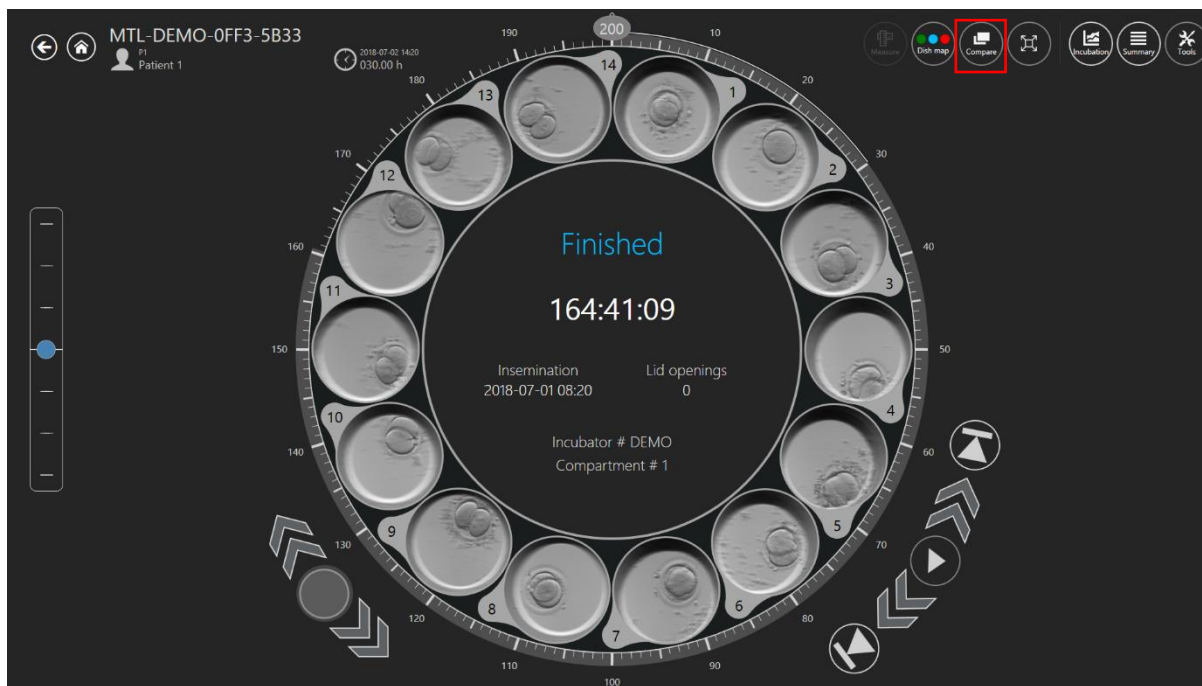 MTL-DEMO-0FF3-5B33
P1
Patient 1
2018-07-02 14:20
030.00 h
Measure
Dish map
Compare
Incubation
Summary
Tools
200
10
20
30
40
50
60
70
80
90
100
110
120
130
140
150
160
170
180
190
1
2
3
4
5
6
7
8
9
10
11
12
13
14
Finished
164:41:09
Insemination
2018-07-01 08:20
Lid openings
0
Incubator # DEMO
Compartment # 1